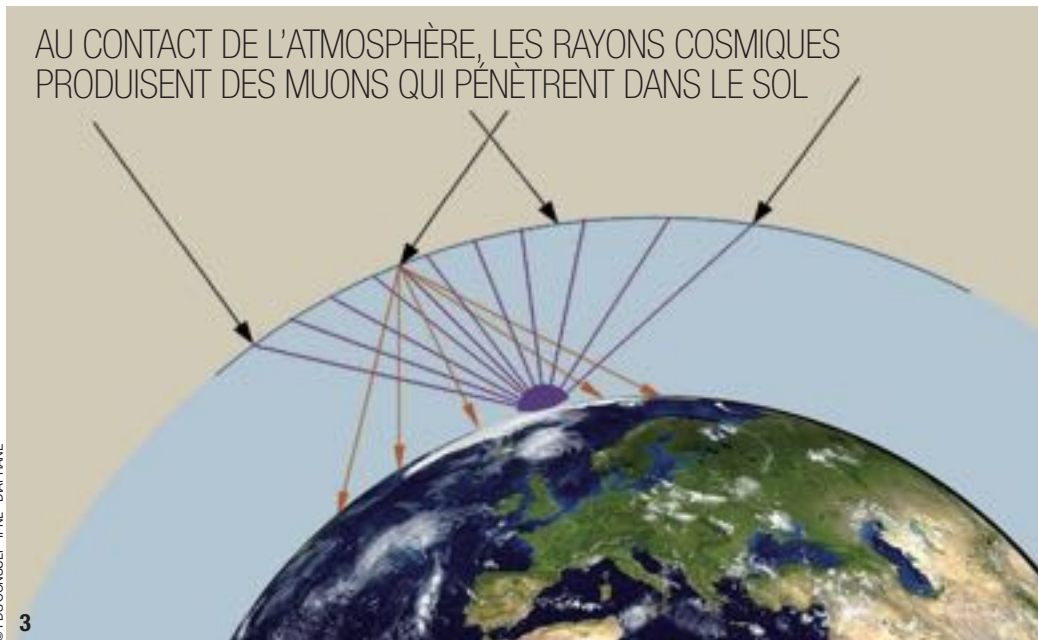 AU CONTACT DE L'ATMOSPHÈRE, LES RAYONS COSMIQUES
PRODUISENT DES MUONS QUI PÉNÈTRENT DANS LE SOL
3